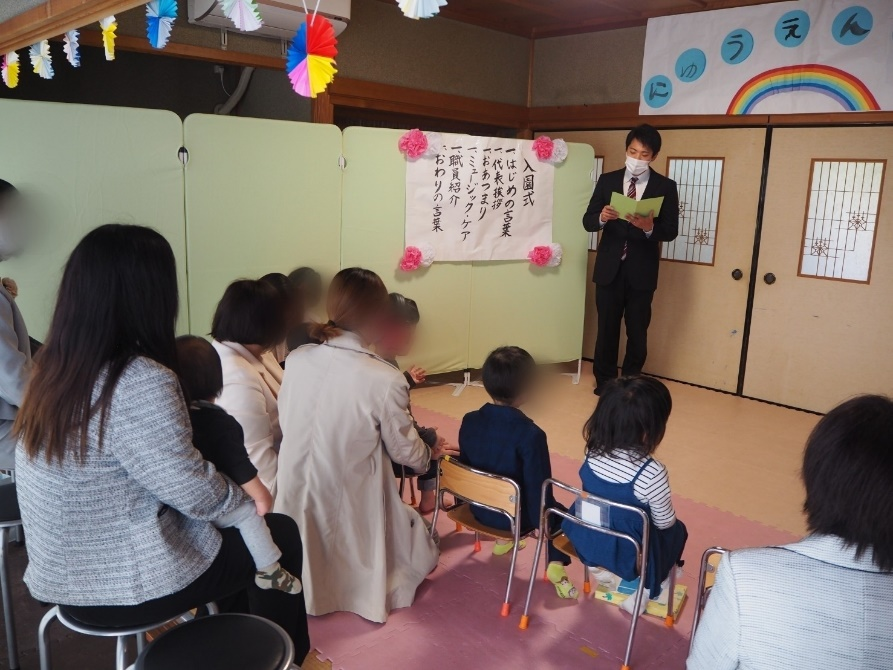 にゅうえん
入園式
一、はじめの言葉
一、代表挨拶
一、おあつまり
一、ミュージック・ケア
一、職員紹介
一、おわりの言葉